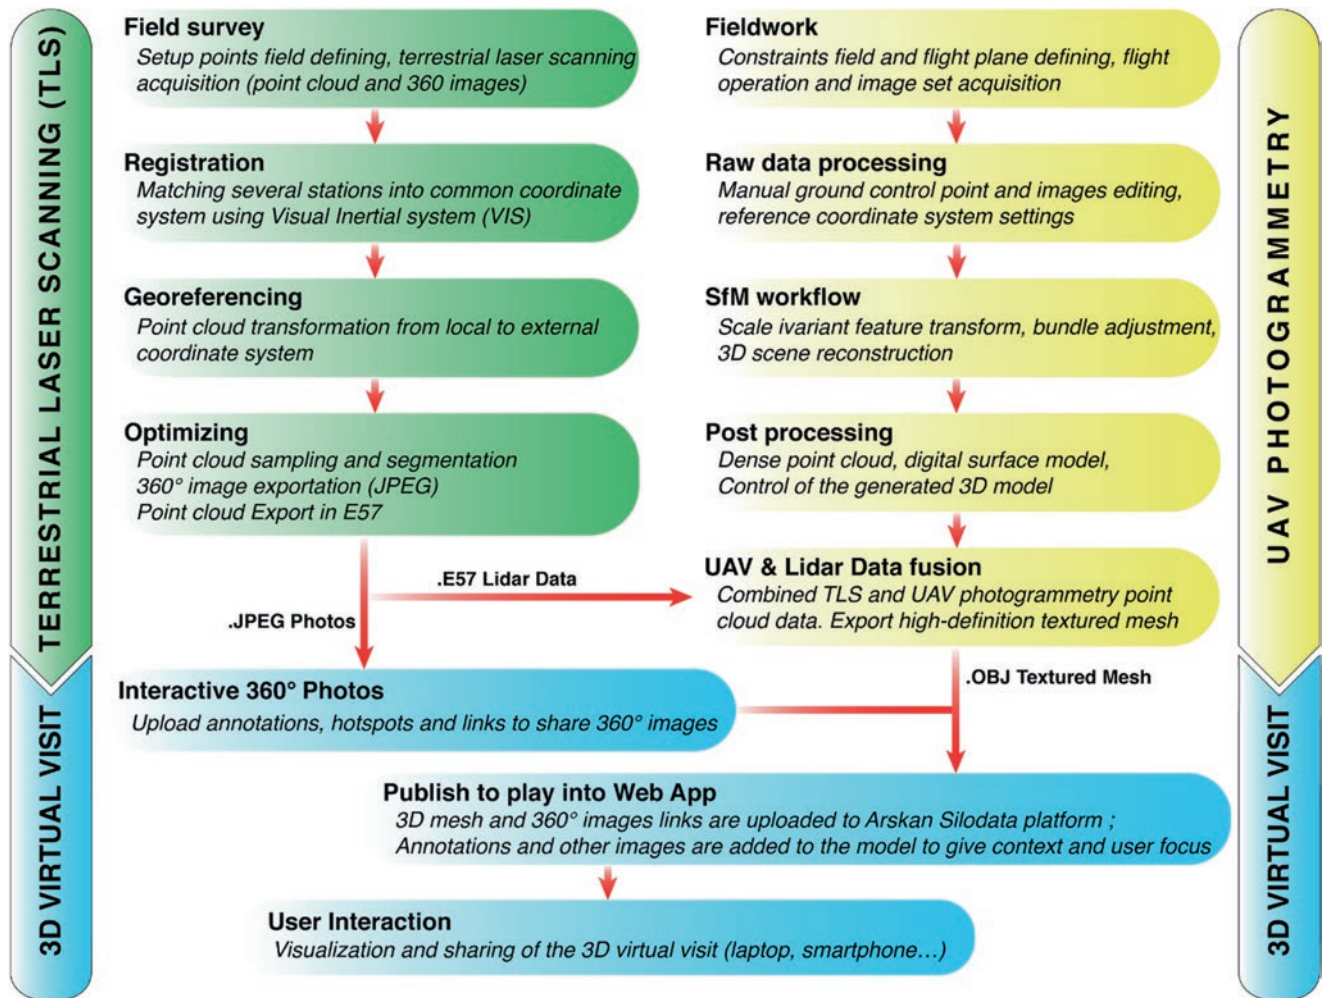 TERRESTRIAL LASER SCANNING (TLS)
3D VIRTUAL VISIT
Field survey
Setup points field defining, terrestrial laser scanning
acquisition (point cloud and 360 images)
Registration
Matching several stations into common coordinate
system using Visual Inertial system (VIS)
Georeferencing
Point cloud transformation from local to external
coordinate system
Optimizing
Point cloud sampling and segmentation
360° image exportation (JPEG)
Point cloud Export in E57
.E57 Lidar Data
.JPEG Photos
Fieldwork
Constraints field and flight plane defining, flight
operation and image set acquisition
Raw data processing
Manual ground control point and images editing,
reference coordinate system settings
SfM workflow
Scale ivariant feature transform, bundle adjustment,
3D scene reconstruction
Post processing
Dense point cloud, digital surface model,
Control of the generated 3D model
UAV & Lidar Data fusion
Combined TLS and UAV photogrammetry point
cloud data. Export high-definition textured mesh
.OBJ Textured Mesh
Interactive 360° Photos
Upload annotations, hotspots and links to share 360° images
Publish to play into Web App
3D mesh and 360° images links are uploaded to Arskan Silodata platform ;
Annotations and other images are added to the model to give context and user focus
User Interaction
Visualization and sharing of the 3D virtual visit (laptop, smartphone…)
UAV PHOTOGRAMMETRY
3D VIRTUAL VISIT